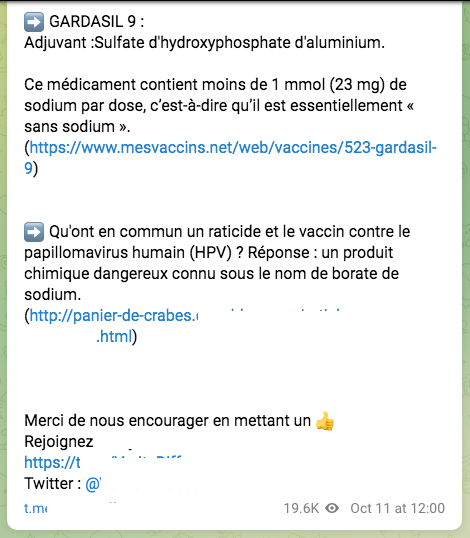 ➡️ GARDASIL 9 :
Adjuvant :Sulfate d'hydroxyphosphate d'aluminium.
Ce médicament contient moins de 1 mmol (23 mg) de
sodium par dose, c’est-à-dire qu’il est essentiellement «
sans sodium ».
(https://www.mesvaccins.net/web/vaccines/523-gardasil-
9)
➡️ Qu'ont en commun un raticide et le vaccin contre le
papillomavirus humain (HPV) ? Réponse : un produit
chimique dangereux connu sous le nom de borate de
sodium.
(http://panier-de-crabes.
.html)
Merci de nous encourager en mettant un 👍
Rejoignez
https://t
Twitter : @
t.me
19.6K Oct 11 at 12:00